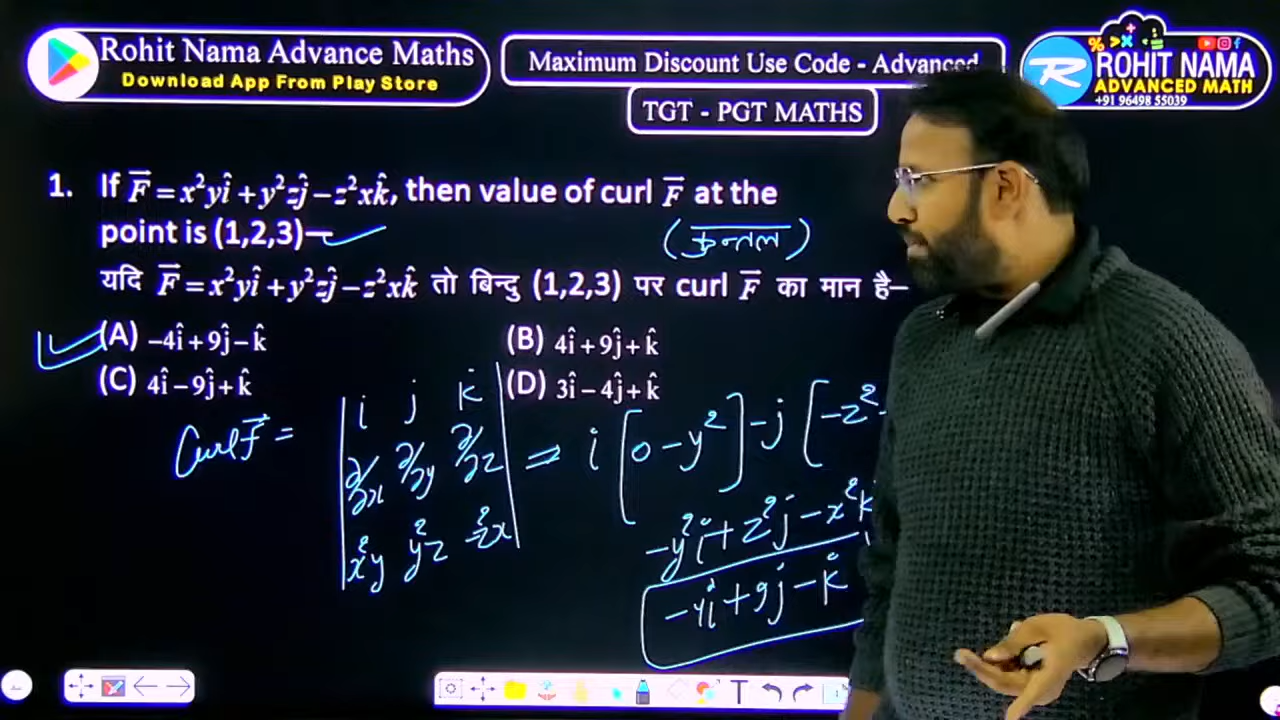 Rohit Nama Advance Maths
Download App From Play Store
Maximum Discount Use Code - Advanced
TGT - PGT MATHS
ROHIT NAMA
ADVANCED MATH
+91 96498 55039
1. If F⃗ = x²yî + y²zĵ – z²xk̂, then value of curl F⃗ at the
point is (1,2,3)–
(कुन्तल)
यदि F⃗ = x²yî + y²zĵ – z²xk̂ तो बिन्दु (1,2,3) पर curl F⃗ का मान है–
(A) –4î + 9ĵ – k̂ (B) 4î + 9ĵ + k̂
(C) 4î – 9ĵ + k̂ (D) 3î – 4ĵ + k̂
i j k
Curl F⃗ = ∂/∂x ∂/∂y ∂/∂z ⇒ i [0 – y²] – j [–z² –
x²y y²z –z²x
–y²i + z²j – x²k
–4i + 9j – k
T